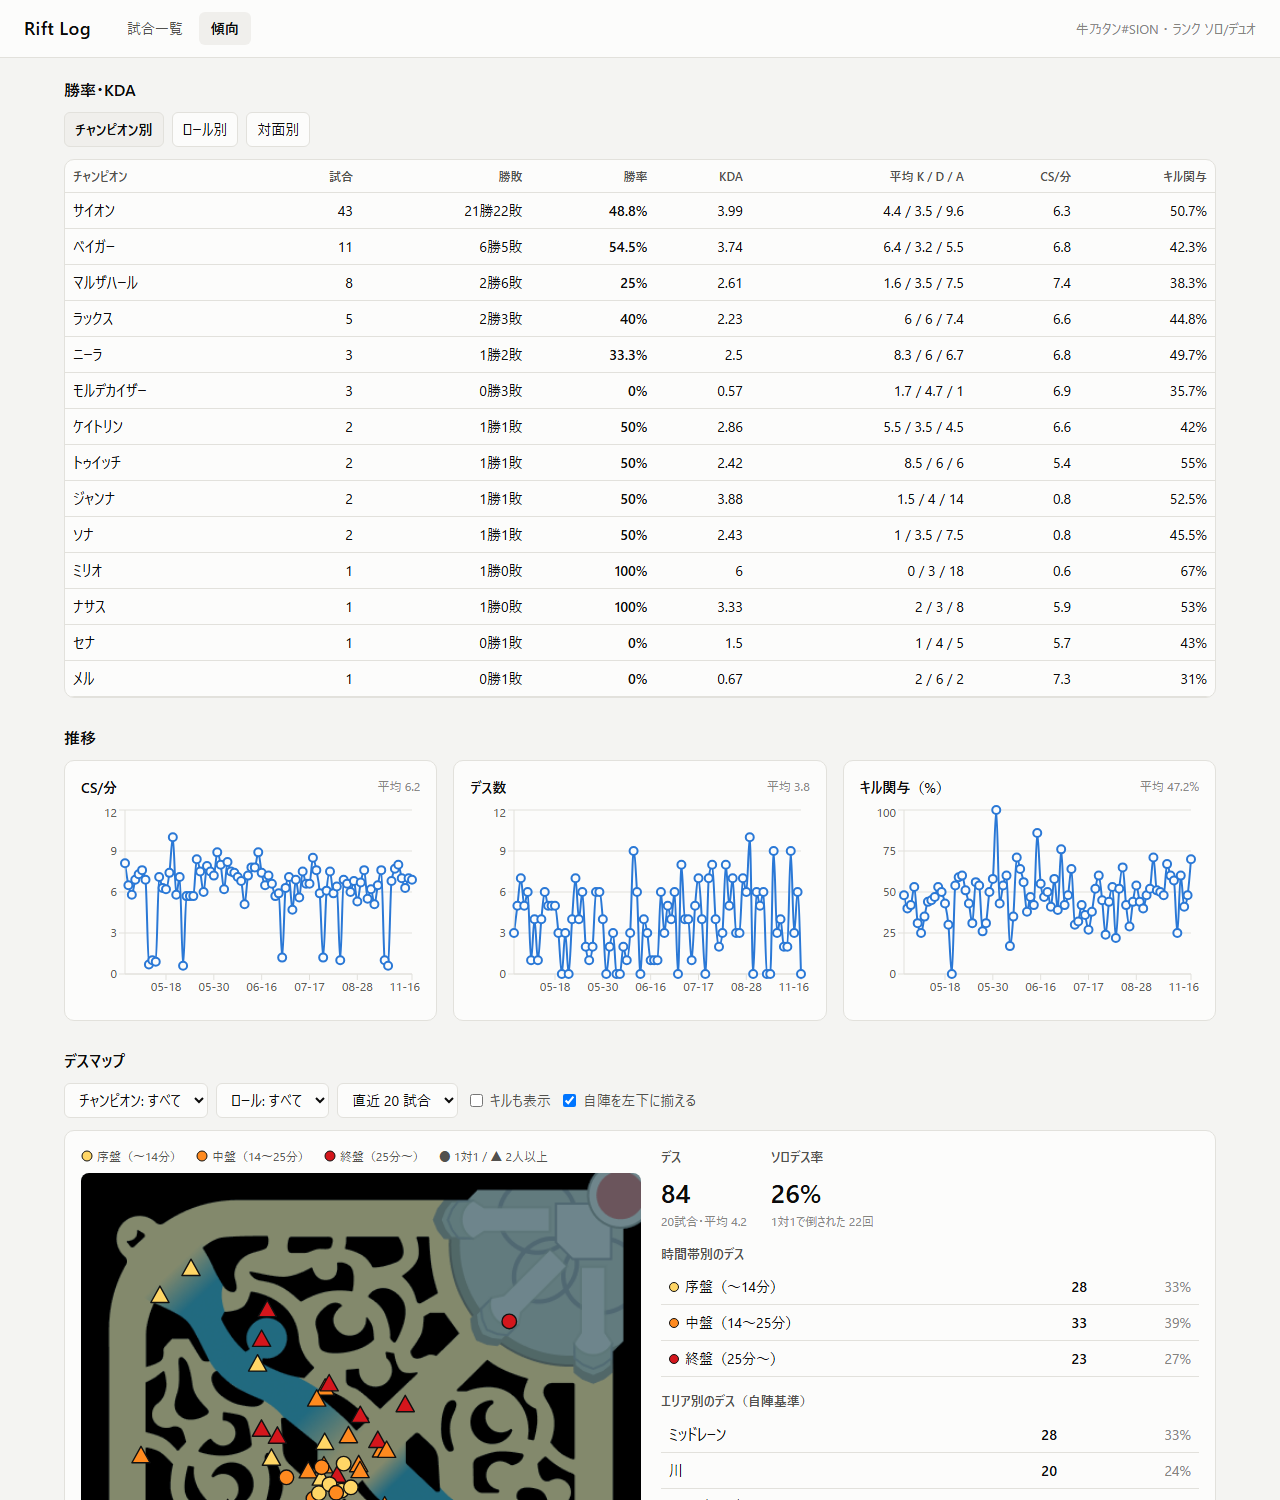 Rift Log 試合一覧 傾向 牛乃タン#SION・ランク ソロ/デュオ
勝率・KDA
チャンピオン別 ロール別 対面別
チャンピオン 試合 勝敗 勝率 KDA 平均 K / D / A CS/分 キル関与
サイオン 43 21勝22敗 48.8% 3.99 4.4 / 3.5 / 9.6 6.3 50.7%
ベイガー 11 6勝5敗 54.5% 3.74 6.4 / 3.2 / 5.5 6.8 42.3%
マルザハール 8 2勝6敗 25% 2.61 1.6 / 3.5 / 7.5 7.4 38.3%
ラックス 5 2勝3敗 40% 2.23 6 / 6 / 7.4 6.6 44.8%
ニーラ 3 1勝2敗 33.3% 2.5 8.3 / 6 / 6.7 6.8 49.7%
モルデカイザー 3 0勝3敗 0% 0.57 1.7 / 4.7 / 1 6.9 35.7%
ケイトリン 2 1勝1敗 50% 2.86 5.5 / 3.5 / 4.5 6.6 42%
トゥイッチ 2 1勝1敗 50% 2.42 8.5 / 6 / 6 5.4 55%
ジャンナ 2 1勝1敗 50% 3.88 1.5 / 4 / 14 0.8 52.5%
ソナ 2 1勝1敗 50% 2.43 1 / 3.5 / 7.5 0.8 45.5%
ミリオ 1 1勝0敗 100% 6 0 / 3 / 18 0.6 67%
ナサス 1 1勝0敗 100% 3.33 2 / 3 / 8 5.9 53%
セナ 1 0勝1敗 0% 1.5 1 / 4 / 5 5.7 43%
メル 1 0勝1敗 0% 0.67 2 / 6 / 2 7.3 31%
推移
CS/分 平均 6.2
12
9
6
3
0
05-18 05-30 06-16 07-17 08-28 11-16
デス数 平均 3.8
12
9
6
3
0
05-18 05-30 06-16 07-17 08-28 11-16
キル関与（%） 平均 47.2%
100
75
50
25
0
05-18 05-30 06-16 07-17 08-28 11-16
デスマップ
チャンピオン: すべて ロール: すべて 直近 20 試合 キルも表示 自陣を左下に揃える
序盤（〜14分） 中盤（14〜25分） 終盤（25分〜） ● 1対1 / ▲ 2人以上
デス ソロデス率
84 26%
20試合・平均 4.2 1対1で倒された 22回
時間帯別のデス
序盤（〜14分） 28 33%
中盤（14〜25分） 33 39%
終盤（25分〜） 23 27%
エリア別のデス（自陣基準）
ミッドレーン 28 33%
川 20 24%